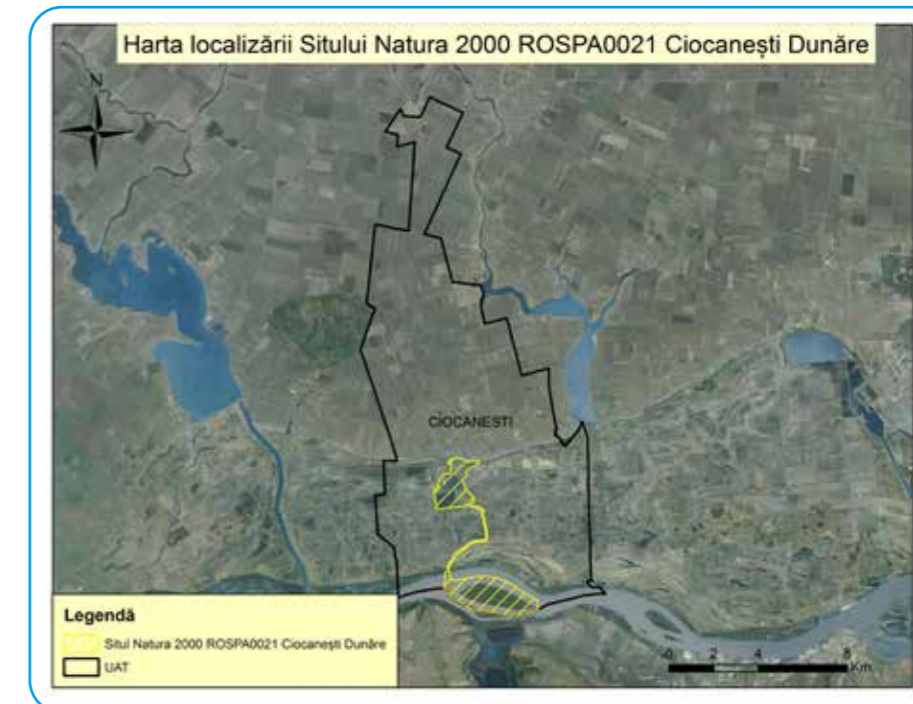 Harta localizării Sitului Natura 2000 ROSPA0021 Ciocanești Dunăre
N
CIOCANESTI
Legendă
Situl Natura 2000 ROSPA0021 Ciocanești Dunăre
UAT
0 2 4 8
Km